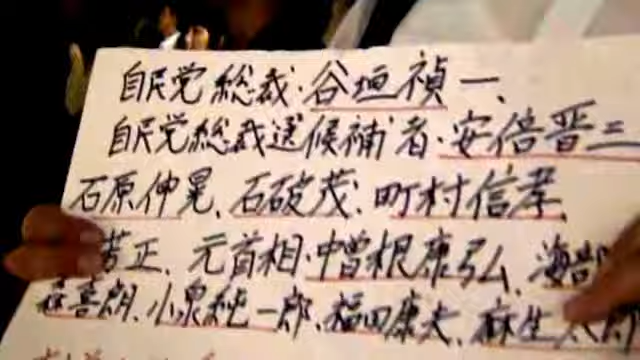 自民党総裁・谷垣禎一、
自民党総裁選候補者・安倍晋三
石原伸晃、石破茂、町村信孝、
芳正、元首相・中曽根康弘、海部
喜朗、小泉純一郎、福田康夫、麻生太郎